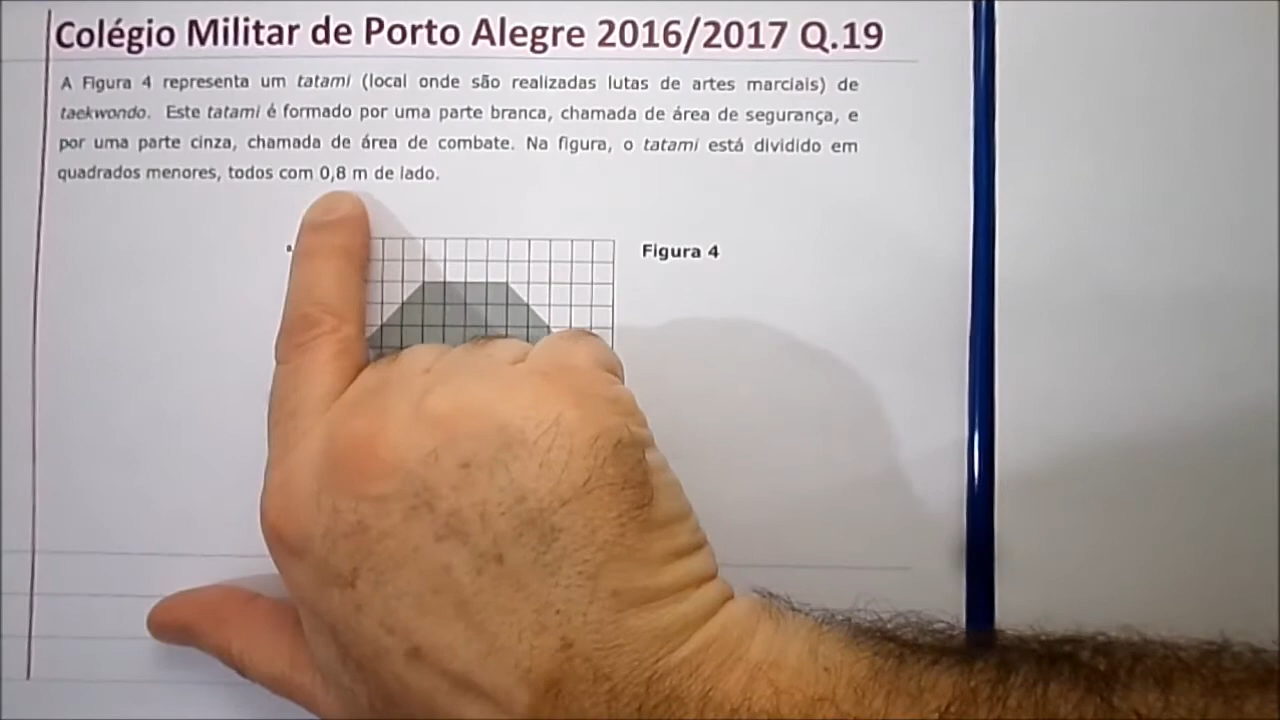 Colégio Militar de Porto Alegre 2016/2017 Q.19
A Figura 4 representa um tatami (local onde são realizadas lutas de artes marciais) de
taekwondo. Este tatami é formado por uma parte branca, chamada de área de segurança, e
por uma parte cinza, chamada de área de combate. Na figura, o tatami está dividido em
quadrados menores, todos com 0,8 m de lado.
Figura 4